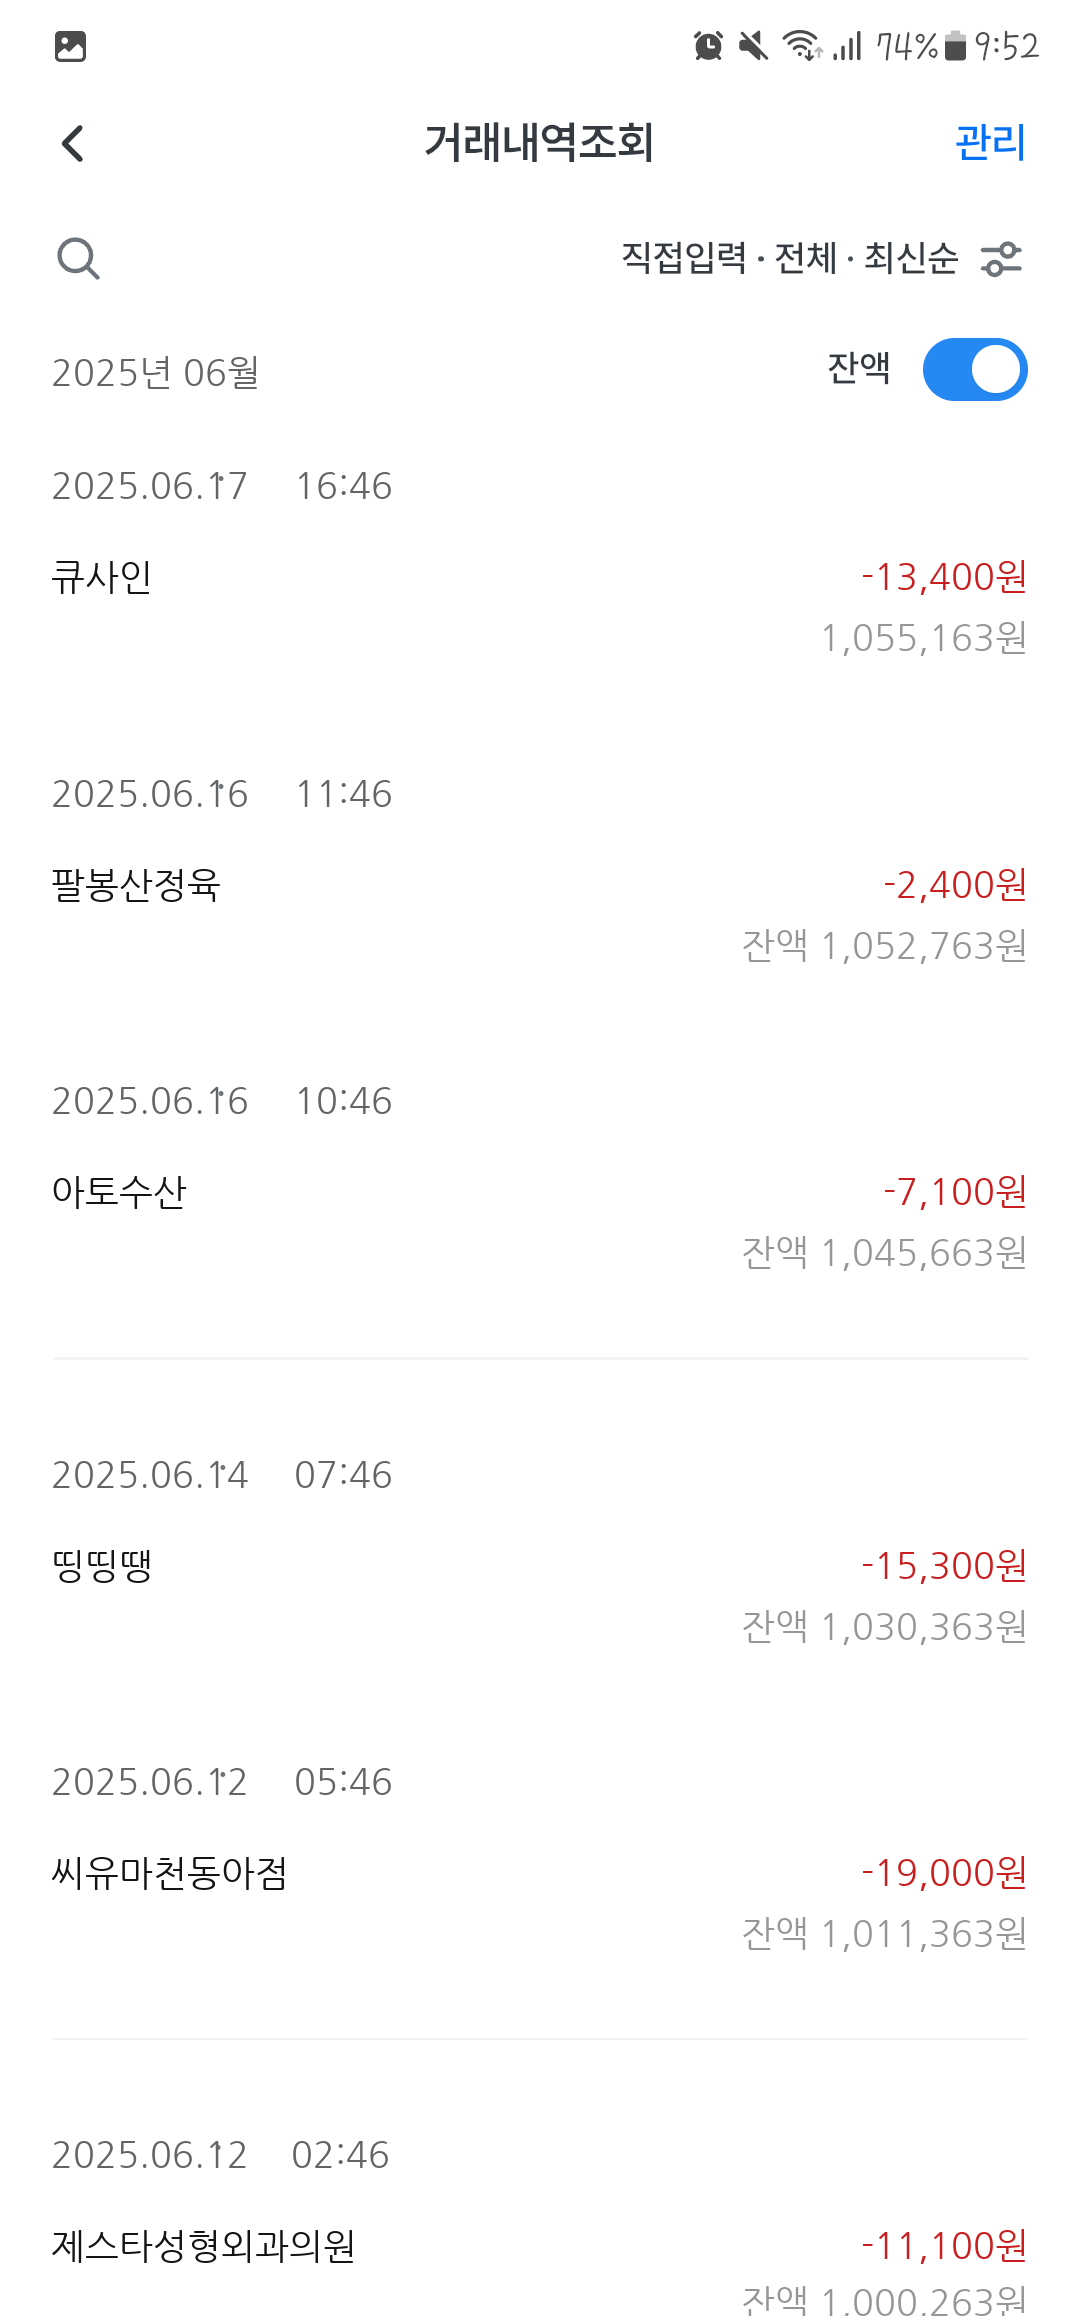 74% 9:52
거래내역조회 관리
직접입력 · 전체 · 최신순
2025년 06월 잔액
2025.06.17 16:46
큐사인 -13,400원
1,055,163원
2025.06.16 11:46
팔봉산정육 -2,400원
잔액 1,052,763원
2025.06.16 10:46
아토수산 -7,100원
잔액 1,045,663원
2025.06.14 07:46
띵띵땡 -15,300원
잔액 1,030,363원
2025.06.12 05:46
씨유마천동아점 -19,000원
잔액 1,011,363원
2025.06.12 02:46
제스타성형외과의원 -11,100원
잔액 1,000,263원